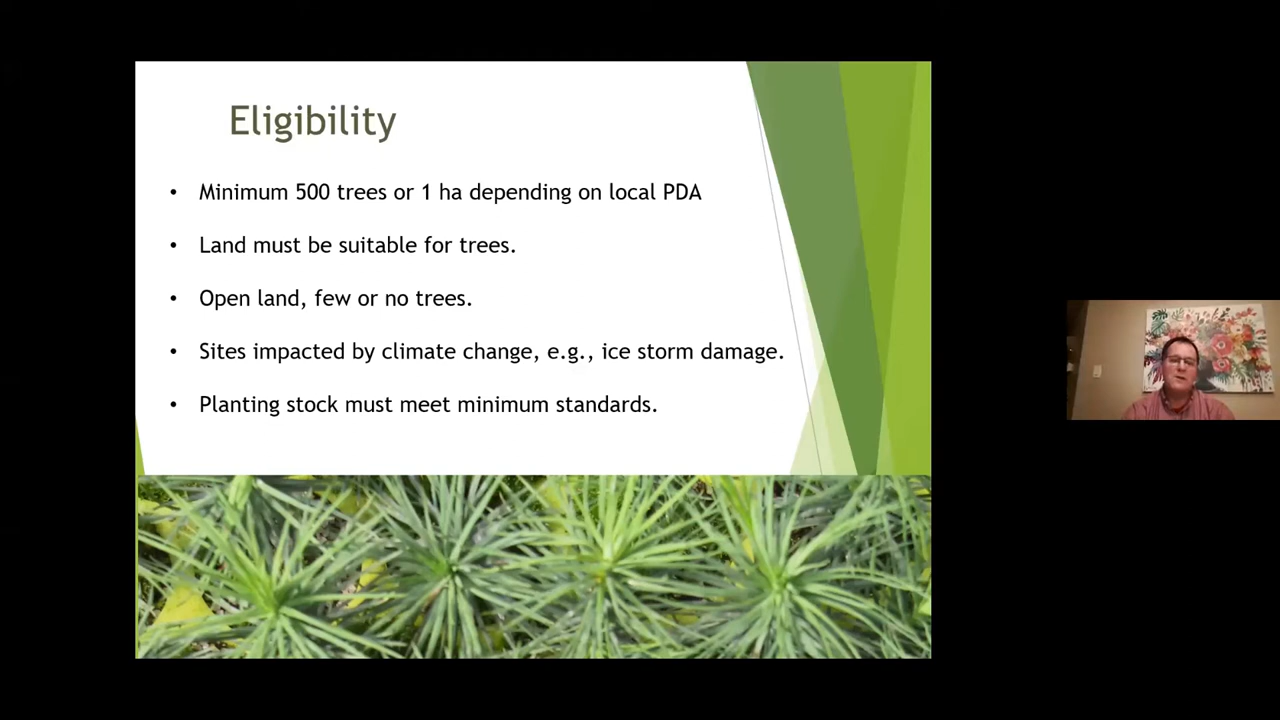 Eligibility
• Minimum 500 trees or 1 ha depending on local PDA
• Land must be suitable for trees.
• Open land, few or no trees.
• Sites impacted by climate change, e.g., ice storm damage.
• Planting stock must meet minimum standards.